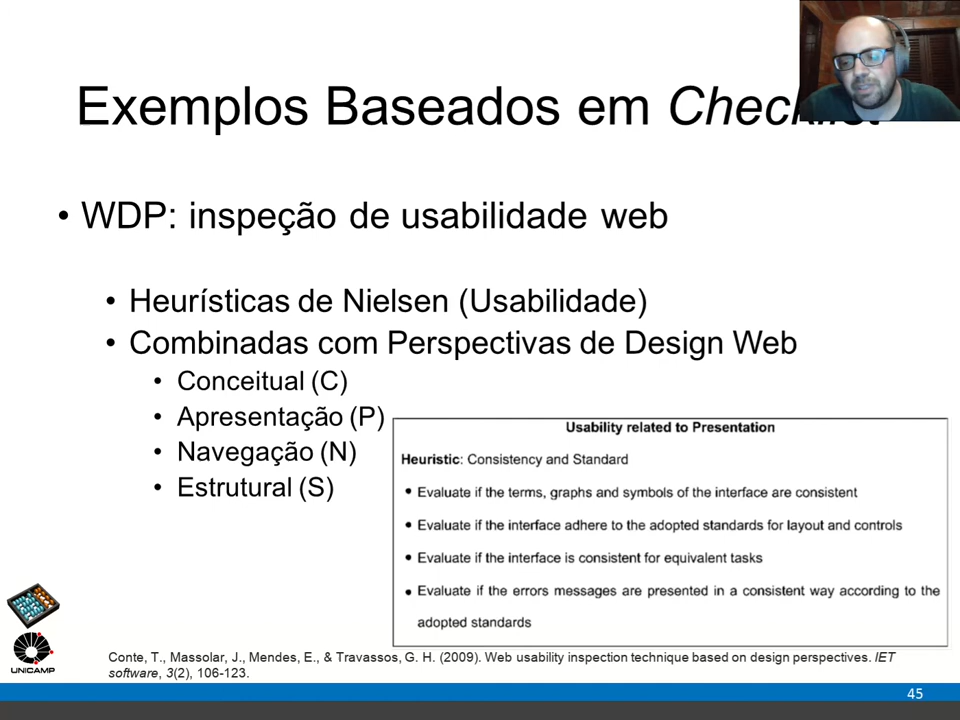 Exemplos Baseados em Checklist
• WDP: inspeção de usabilidade web
• Heurísticas de Nielsen (Usabilidade)
• Combinadas com Perspectivas de Design Web
• Conceitual (C)
• Apresentação (P)
• Navegação (N)
• Estrutural (S)
Usability related to Presentation
Heuristic: Consistency and Standard
• Evaluate if the terms, graphs and symbols of the interface are consistent
• Evaluate if the interface adhere to the adopted standards for layout and controls
• Evaluate if the interface is consistent for equivalent tasks
• Evaluate if the errors messages are presented in a consistent way according to the
adopted standards
UNICAMP
Conte, T., Massolar, J., Mendes, E., & Travassos, G. H. (2009). Web usability inspection technique based on design perspectives. IET
software, 3(2), 106-123.
45